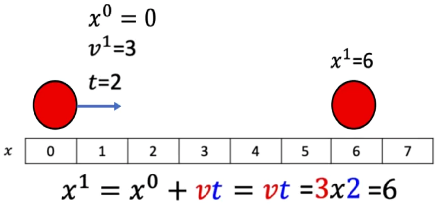 x⁰ = 0
v¹=3
t=2
x¹=6
x 0 1 2 3 4 5 6 7
x¹ = x⁰ + vt = vt =3x2=6